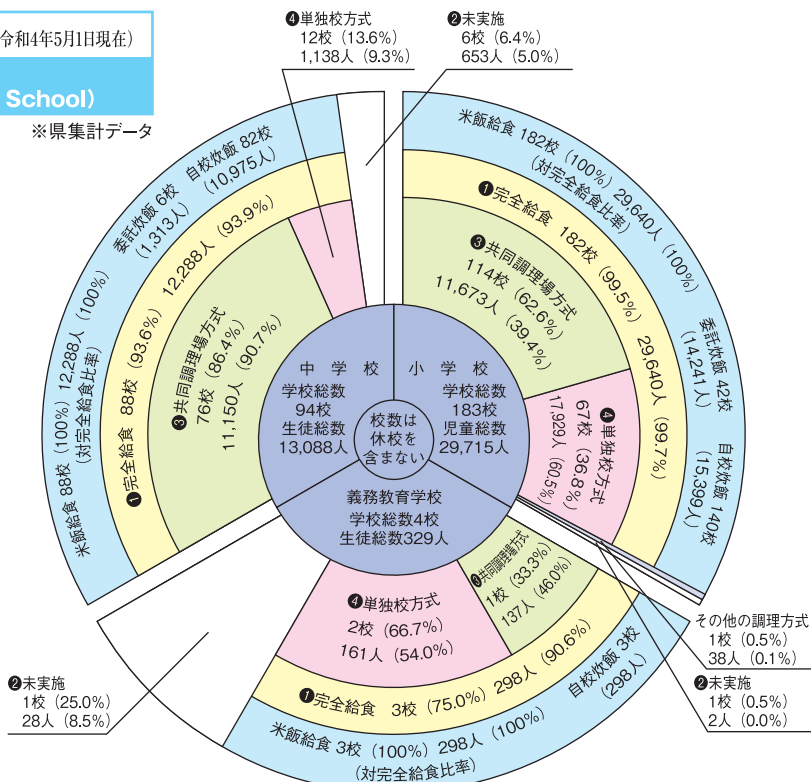 令和4年5月1日現在)
School)
※県集計データ
❹単独校方式
12校 (13.6%)
1,138人 (9.3%)
❷未実施
6校 (6.4%)
653人 (5.0%)
米飯給食 182校 (100%) 29,640人 (100%)
(対完全給食比率)
❶完全給食 182校 (99.5%) 29,640人 (99.7%)
❸共同調理場方式
114校 (62.6%)
11,673人 (39.4%)
委託炊飯 42校
(14,241人)
自校炊飯 140校
(15,399人)
❹単独校方式
67校 (36.8%)
17,929人 (60.5%)
委託炊飯 6校
(1,313人)
自校炊飯 82校
(10,975人)
米飯給食 88校 (100%) 12,288人 (100%)
(対完全給食比率)
❶完全給食 88校 (93.6%) 12,288人 (93.9%)
❸共同調理場方式
76校 (86.4%)
11,150人 (90.7%)
中学校
学校総数
94校
生徒総数
13,088人
小学校
学校総数
183校
児童総数
29,715人
校数は
休校を
含まない
義務教育学校
学校総数4校
生徒総数329人
❸共同調理場方式
1校 (33.3%)
137人 (46.0%)
❹単独校方式
2校 (66.7%)
161人 (54.0%)
❶完全給食 3校 (75.0%) 298人 (90.6%)
自校炊飯 3校
(298人)
米飯給食 3校 (100%) 298人 (100%)
(対完全給食比率)
❷未実施
1校 (25.0%)
28人 (8.5%)
その他の調理方式
1校 (0.5%)
38人 (0.1%)
❷未実施
1校 (0.5%)
2人 (0.0%)